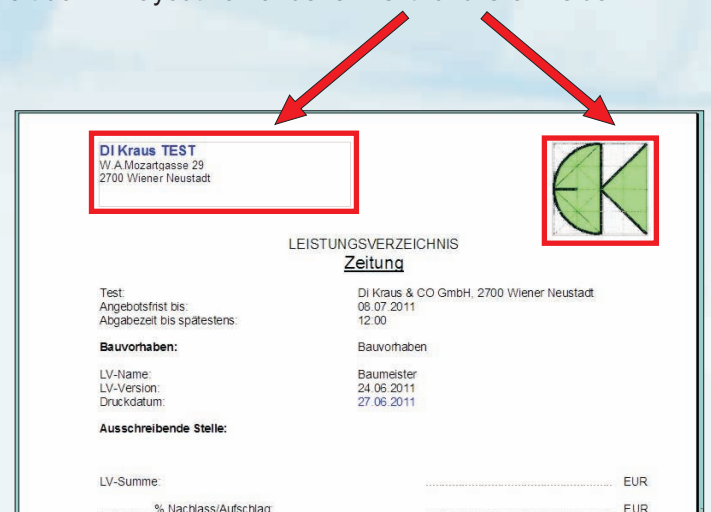 DI Kraus TEST
W.A.Mozartgasse 29
2700 Wiener Neustadt
LEISTUNGSVERZEICHNIS
Zeitung
Test: Di Kraus & CO GmbH, 2700 Wiener Neustadt
Angebotsfrist bis: 08.07.2011
Abgabezeit bis spätestens: 12:00
Bauvorhaben: Bauvorhaben
LV-Name: Baumeister
LV-Version: 24.06.2011
Druckdatum: 27.06.2011
Ausschreibende Stelle:
LV-Summe: EUR
% Nachlass/Aufschlag: EUR